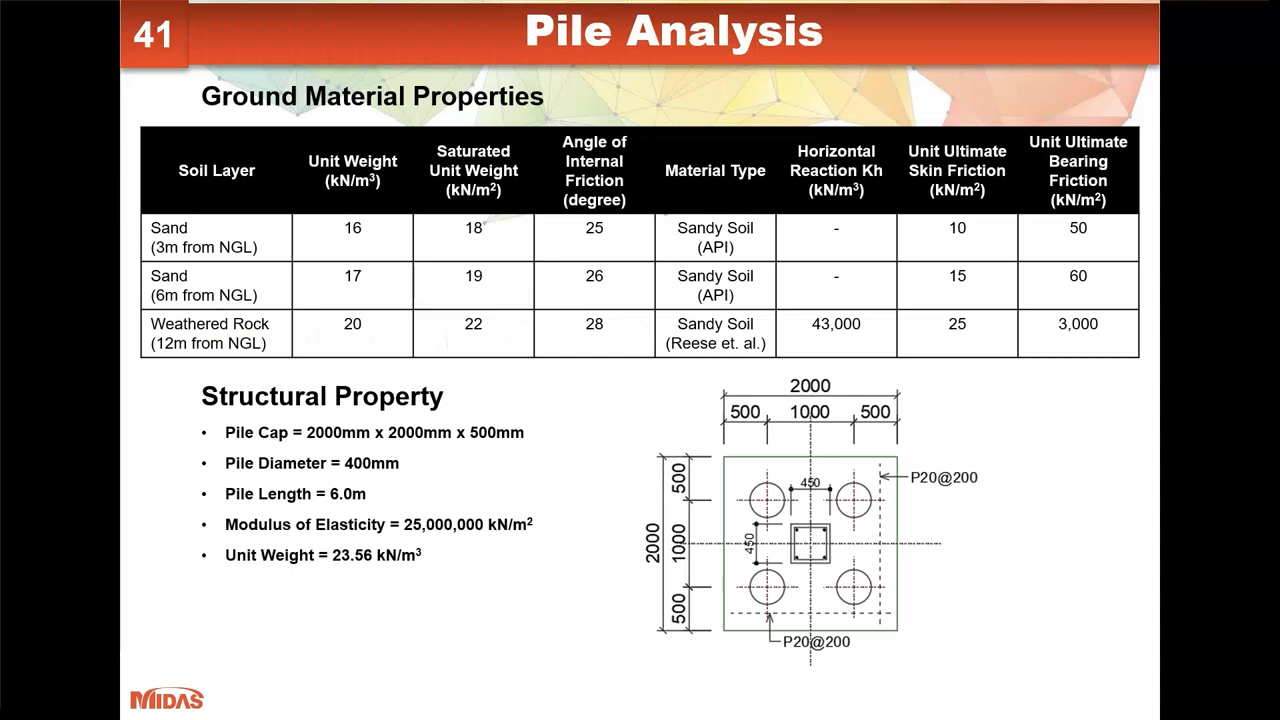 41
Pile Analysis
Ground Material Properties
Soil Layer
Unit Weight
(kN/m³)
Saturated
Unit Weight
(kN/m²)
Angle of
Internal
Friction
(degree)
Material Type
Horizontal
Reaction Kh
(kN/m³)
Unit Ultimate
Skin Friction
(kN/m²)
Unit Ultimate
Bearing
Friction
(kN/m²)
Sand
(3m from NGL)
16
18
25
Sandy Soil
(API)
-
10
50
Sand
(6m from NGL)
17
19
26
Sandy Soil
(API)
-
15
60
Weathered Rock
(12m from NGL)
20
22
28
Sandy Soil
(Reese et. al.)
43,000
25
3,000
Structural Property
• Pile Cap = 2000mm x 2000mm x 500mm
• Pile Diameter = 400mm
• Pile Length = 6.0m
• Modulus of Elasticity = 25,000,000 kN/m²
• Unit Weight = 23.56 kN/m³
2000
500 1000 500
500
450
P20@200
2000
1000
450
500
P20@200
MIDAS